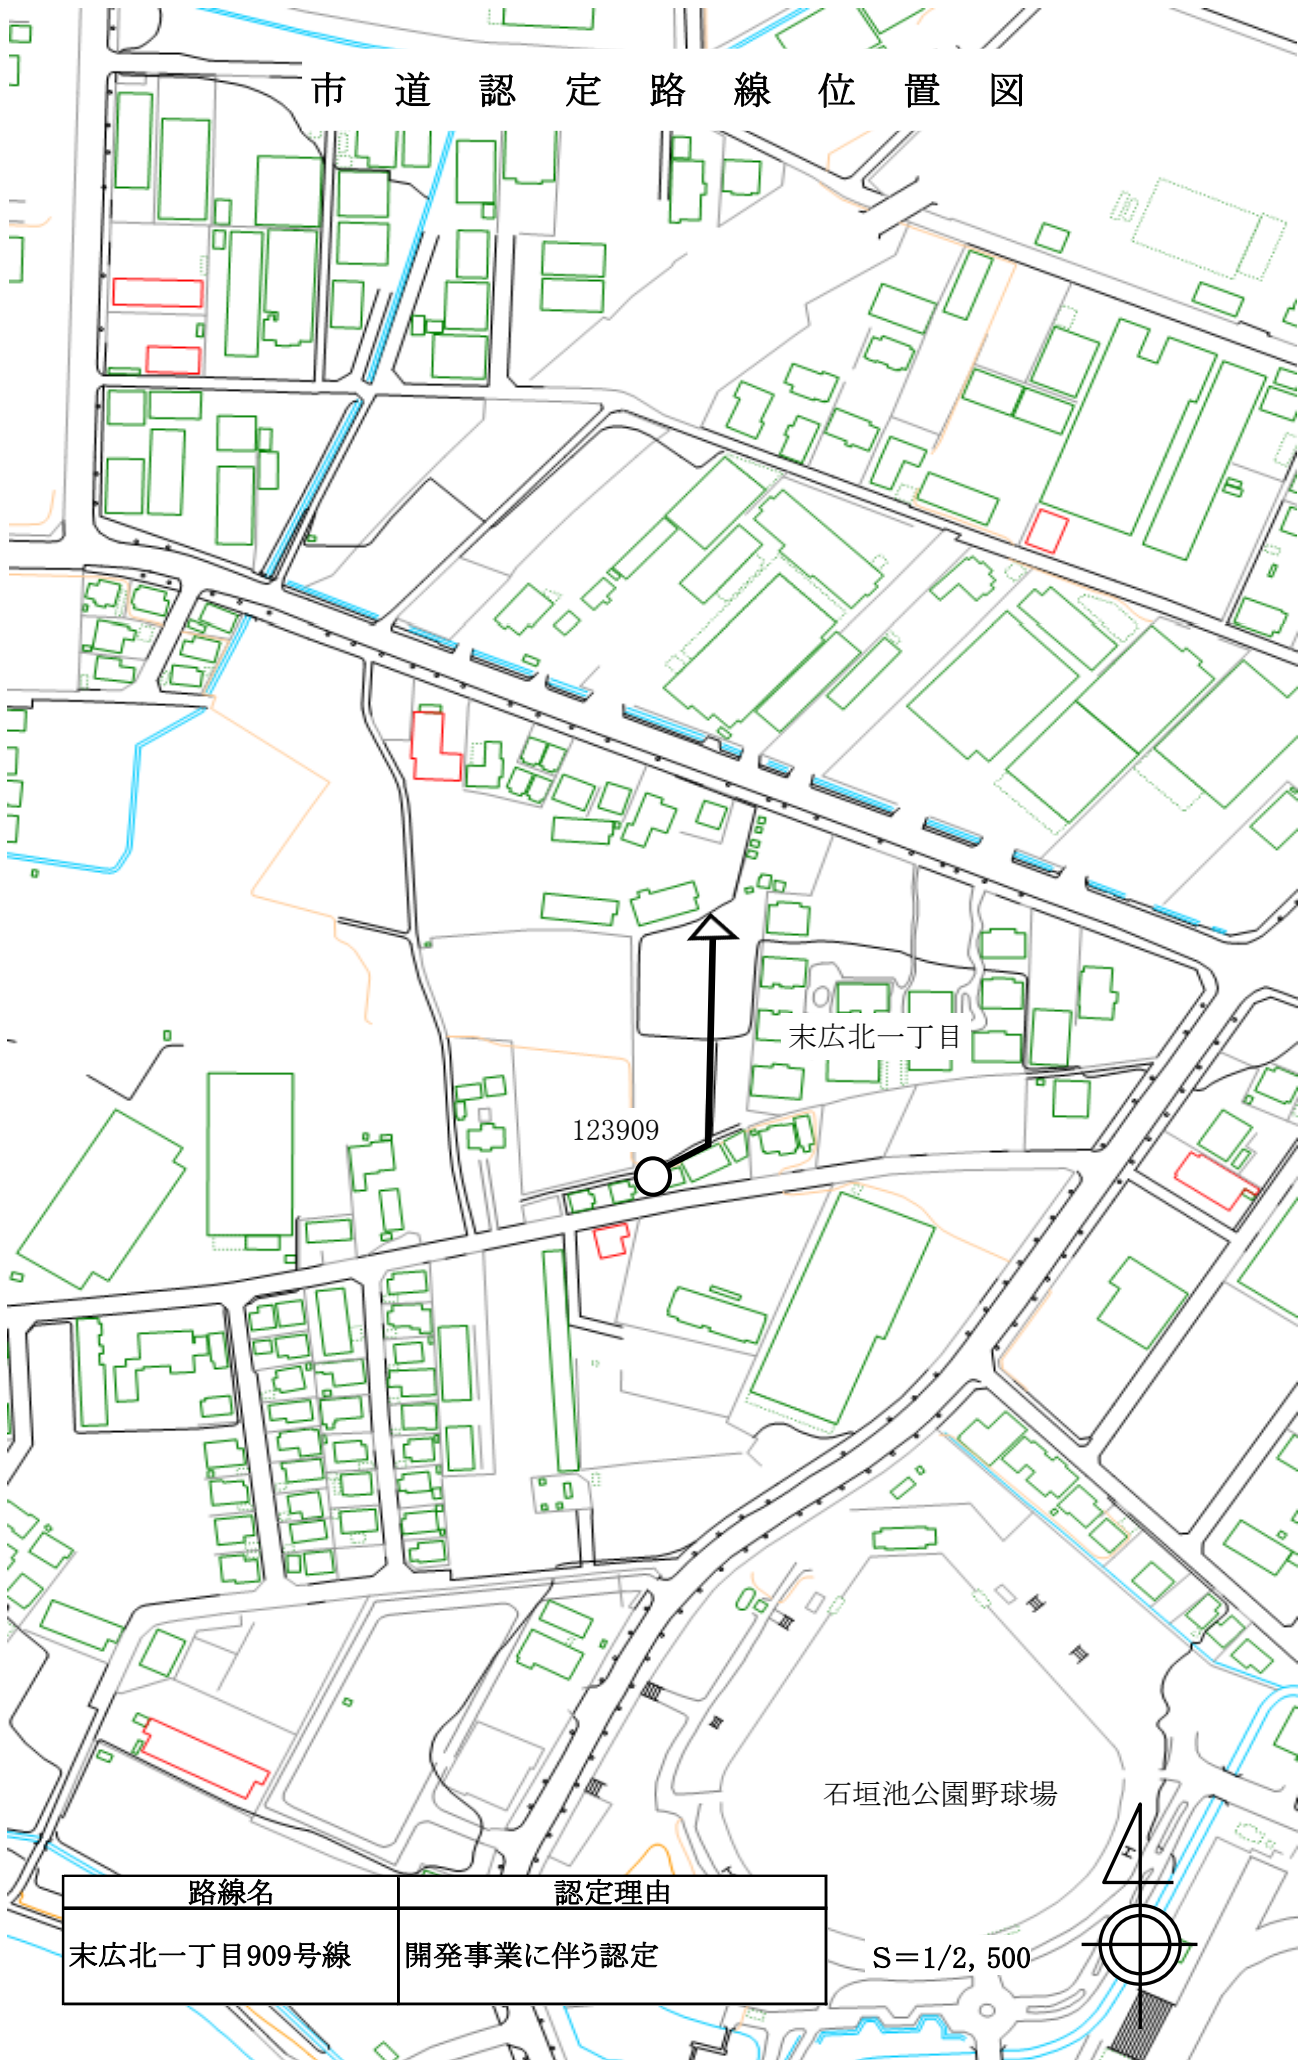 市道認定路線位置図
末広北一丁目
123909
石垣池公園野球場
路線名 認定理由
末広北一丁目909号線 開発事業に伴う認定
S=1/2,500